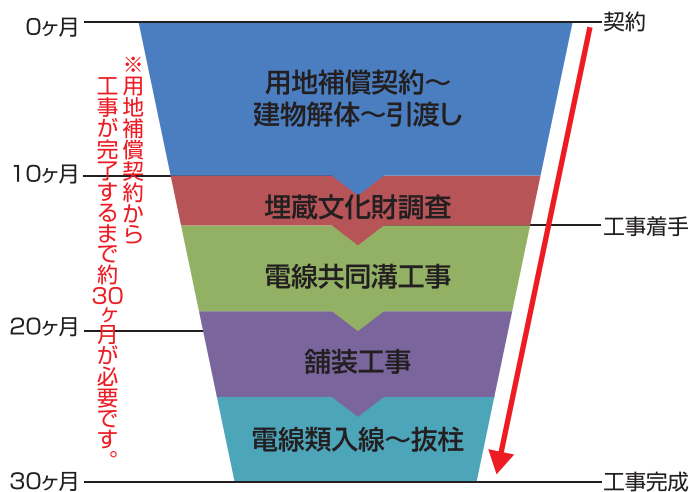 0ヶ月
契約
用地補償契約～
建物解体～引渡し
※用地補償契約から
工事が完了するまで約30ヶ月が必要です。
10ヶ月
埋蔵文化財調査
工事着手
電線共同溝工事
20ヶ月
舗装工事
電線類入線～抜柱
30ヶ月
工事完成